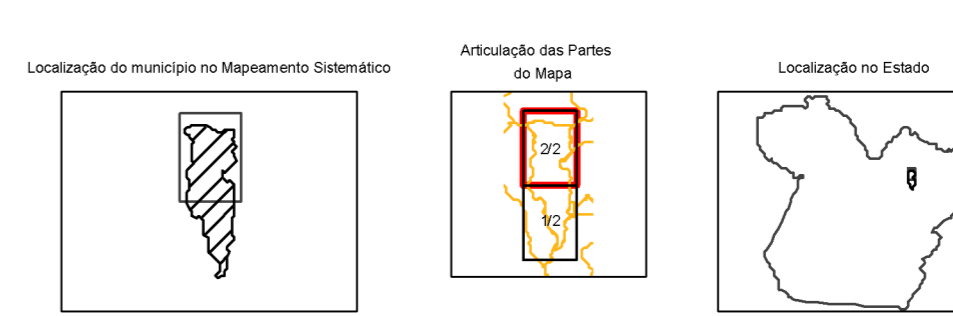 Localização do município no Mapeamento Sistemático
Articulação das Partes
do Mapa
Localização no Estado
2/2
1/2